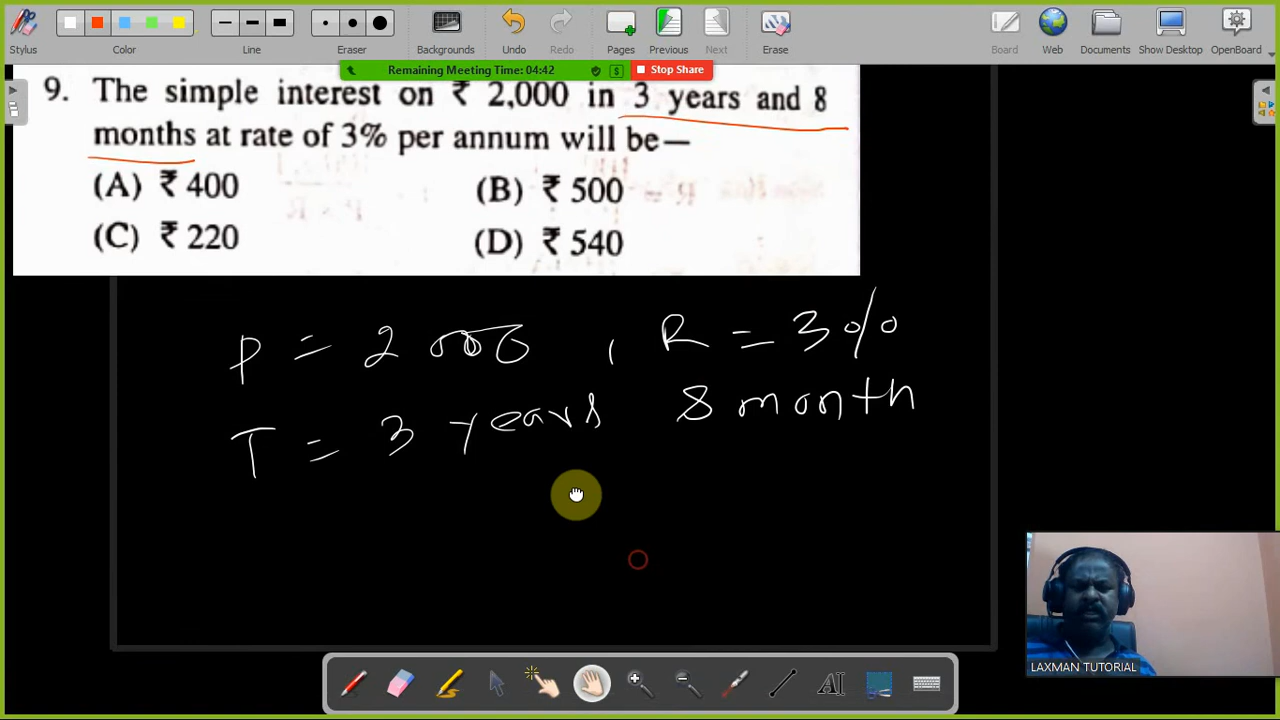 Stylus Color Line Eraser Backgrounds Undo Redo Pages Previous Next Erase Board Web Documents Show Desktop OpenBoard
Remaining Meeting Time: 04:42 Stop Share
9. The simple interest on ₹ 2,000 in 3 years and 8
months at rate of 3% per annum will be—
(A) ₹ 400 (B) ₹ 500
(C) ₹ 220 (D) ₹ 540
P = 2000 , R = 3%
T = 3 years 8 month
LAXMAN TUTORIAL